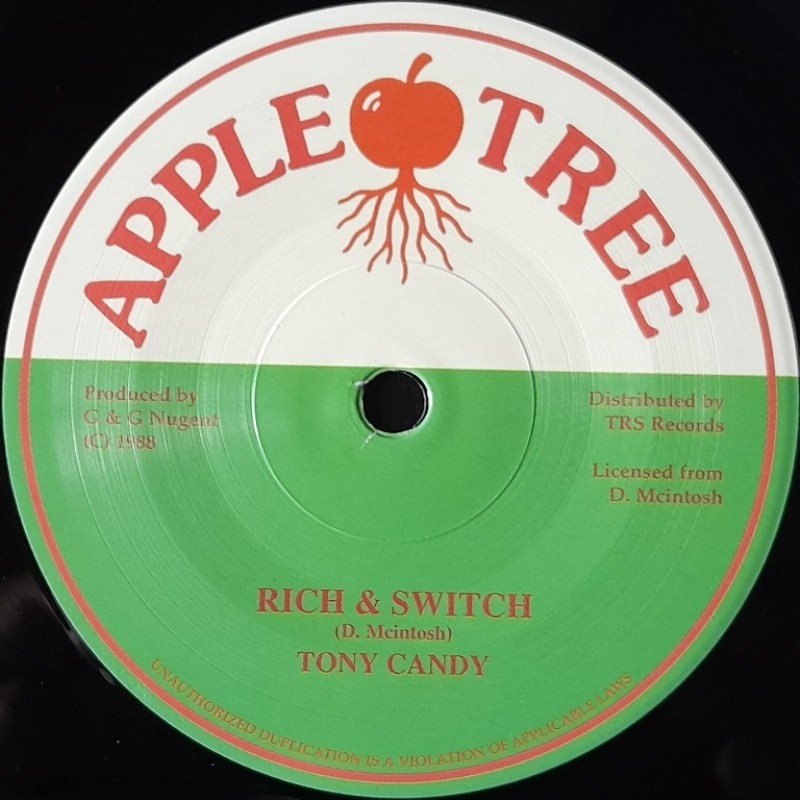 APPLE TREE
Produced by
G & G Nugent
(C) 1988
Distributed by
TRS Records
Licensed from
D. Mcintosh
RICH & SWITCH
(D. Mcintosh)
TONY CANDY
UNAUTHORIZED DUPLICATION IS A VIOLATION OF APPLICABLE LAWS